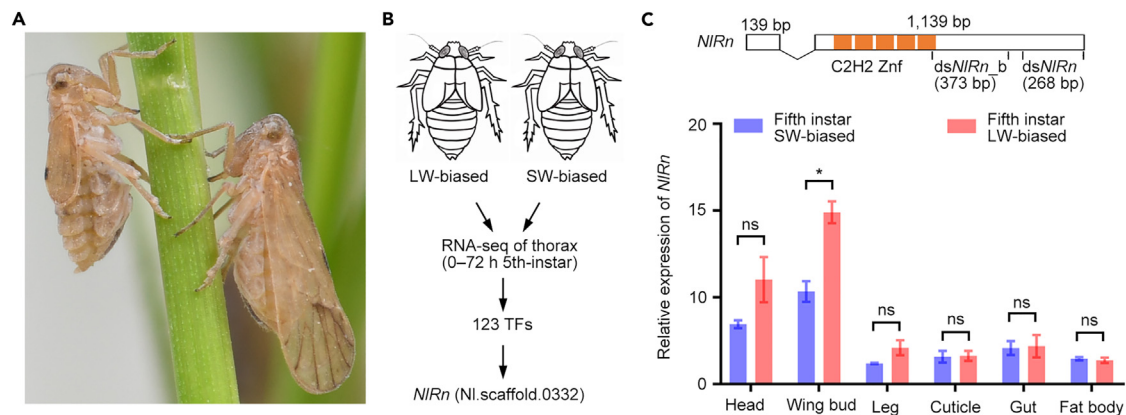 A
B
LW-biased
SW-biased
RNA-seq of thorax
(0–72 h 5th-instar)
123 TFs
NlRn (Nl.scaffold.0332)
C
139 bp
1,139 bp
NlRn
C2H2 Znf
dsNlRn_b
(373 bp)
dsNlRn
(268 bp)
Fifth instar
SW-biased
Fifth instar
LW-biased
Relative expression of NlRn
20
15
15
10
0
ns
*
ns
ns
ns
ns
Head
Wing bud
Leg
Cuticle
Gut
Fat body